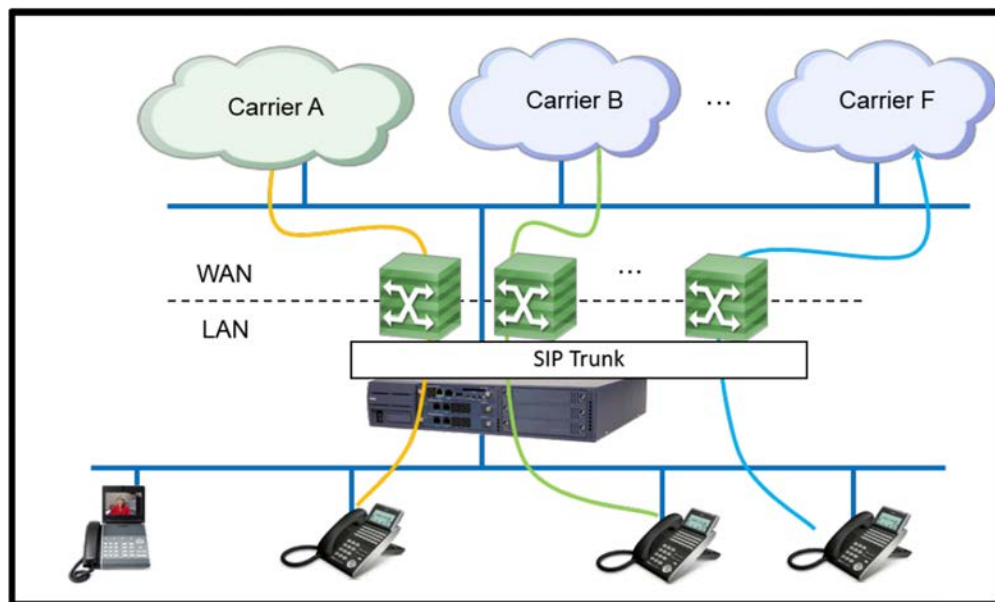 Carrier A
Carrier B
...
Carrier F
WAN
...
LAN
SIP Trunk